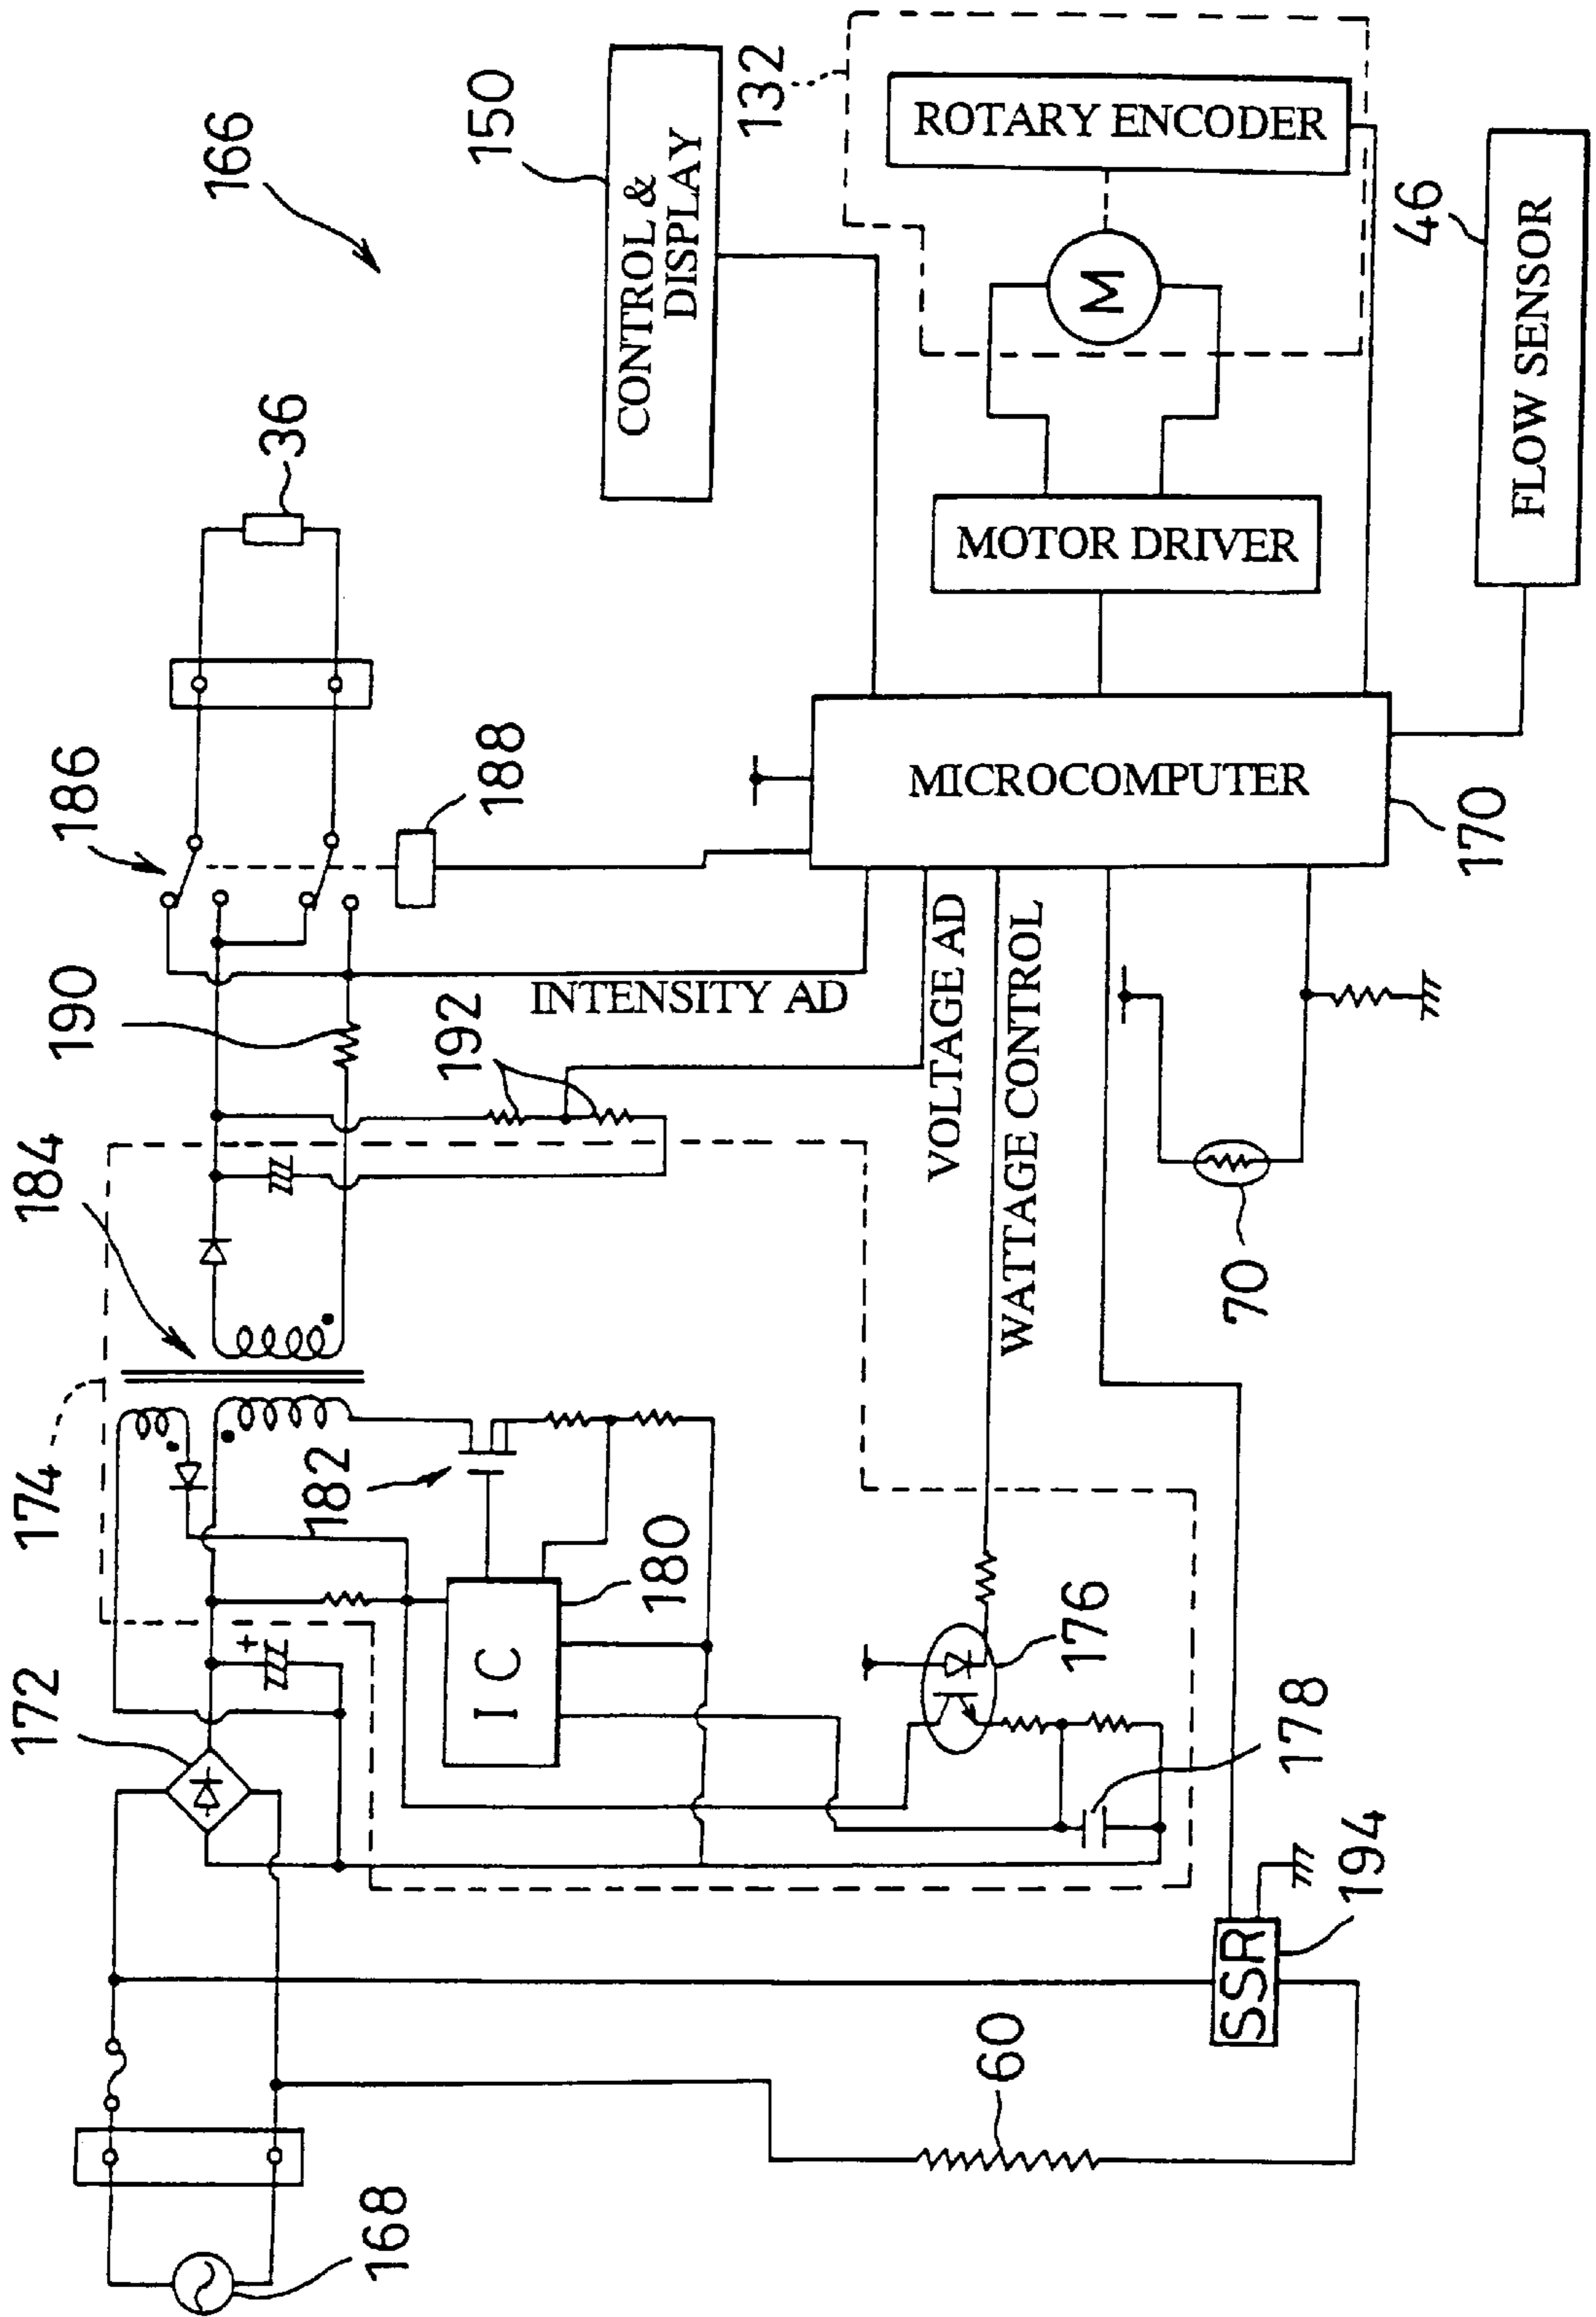 166
150
CONTROL &
DISPLAY
132
ROTARY ENCODER
M
46
FLOW SENSOR
36
MOTOR DRIVER
186
188
MICROCOMPUTER
170
190
INTENSITY AD
192
VOLTAGE AD
WATTAGE CONTROL
184
70
174
182
180
IC
176
172
+
178
194
SSR
60
168